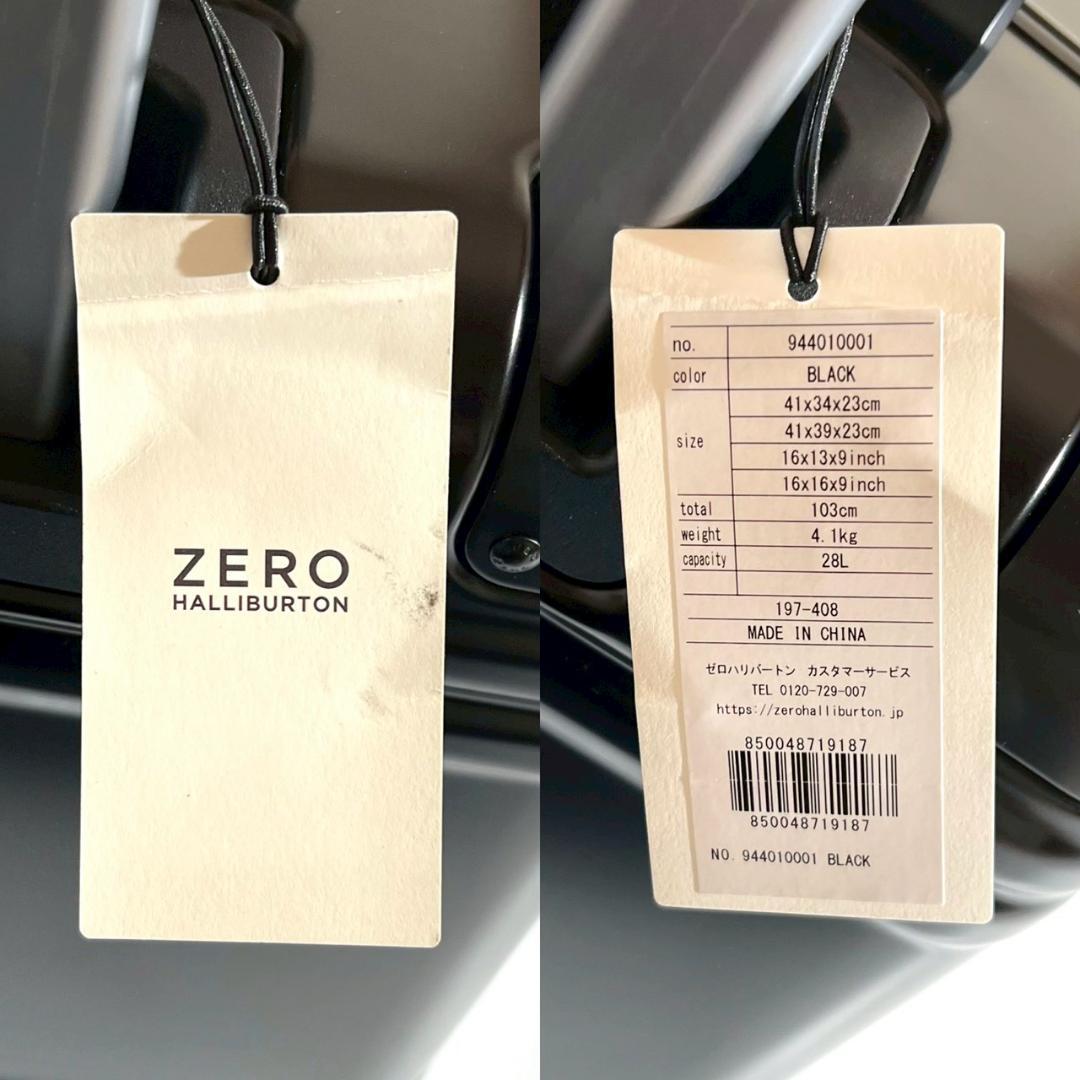 ZERO
HALLIBURTON
no. 944010001
color BLACK
size 41x34x23cm
41x39x23cm
16x13x9inch
16x16x9inch
total 103cm
weight 4.1kg
capacity 28L
197-408
MADE IN CHINA
ゼロハリバートン カスタマーサービス
TEL 0120-729-007
https://zerohalliburton.jp
850048719187
850048719187
NO. 944010001 BLACK